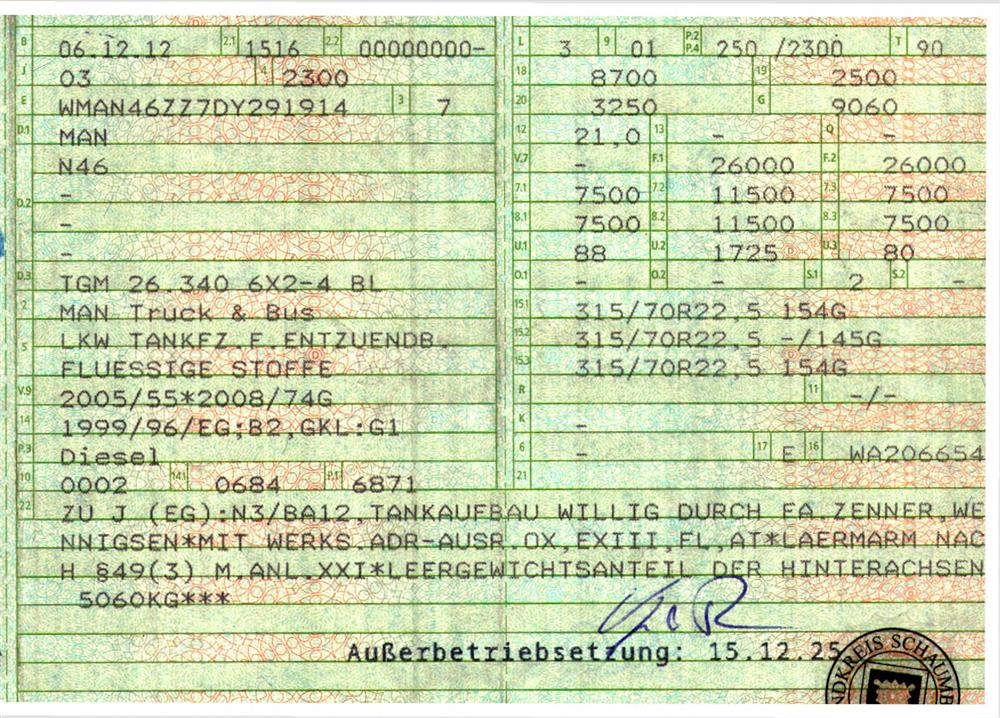 B 06.12.12 2.1 1516 2.2 00000000-
J 03 4 2300
E WMAN46ZZ7DY291914 3 7
D.1 MAN
N46
-
D.2 -
-
D.3 TGM 26.340 6X2-4 BL
2 MAN Truck & Bus
5 LKW TANKFZ.F.ENTZUENDB.
FLUESSIGE STOFFE
V.9 2005/55*2008/74G
14 1999/96/EG;B2,GKL:G1
P.3 Diesel
10 0002 14.1 0684 P.1 6871
L 3 9 01 P.2 P.4 250 /2300 T 90
18 8700 19 2500
20 3250 G 9060
12 21,0 13 - Q -
V.7 - F.1 26000 F.2 26000
7.1 7500 7.2 11500 7.3 7500
8.1 7500 8.2 11500 8.3 7500
U.1 88 U.2 1725 U.3 80
O.1 - O.2 - S.1 2 S.2 -
15.1 315/70R22,5 154G
15.2 315/70R22,5 -/145G
15.3 315/70R22,5 154G
R 11 -/-
K -
6 - 17 E 16 WA206654
21
22 ZU J (EG):N3/BA12,TANKAUFBAU WILLIG DURCH FA.ZENNER,WE
NNIGSEN*MIT WERKS.ADR-AUSR.OX,EXIII,FL,AT*LAERMARM NAC
H §49(3) M.ANL.XXI*LEERGEWICHTSANTEIL DER HINTERACHSEN
5060KG***
Außerbetriebsetzung: 15.12.25
NDKREIS SCHAUMB